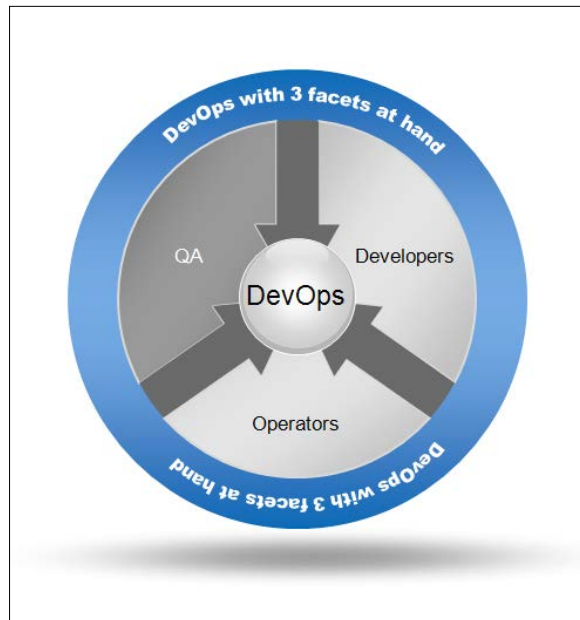 DevOps with 3 facets at hand
QA
Developers
DevOps
Operators
DevOps with 3 facets at hand